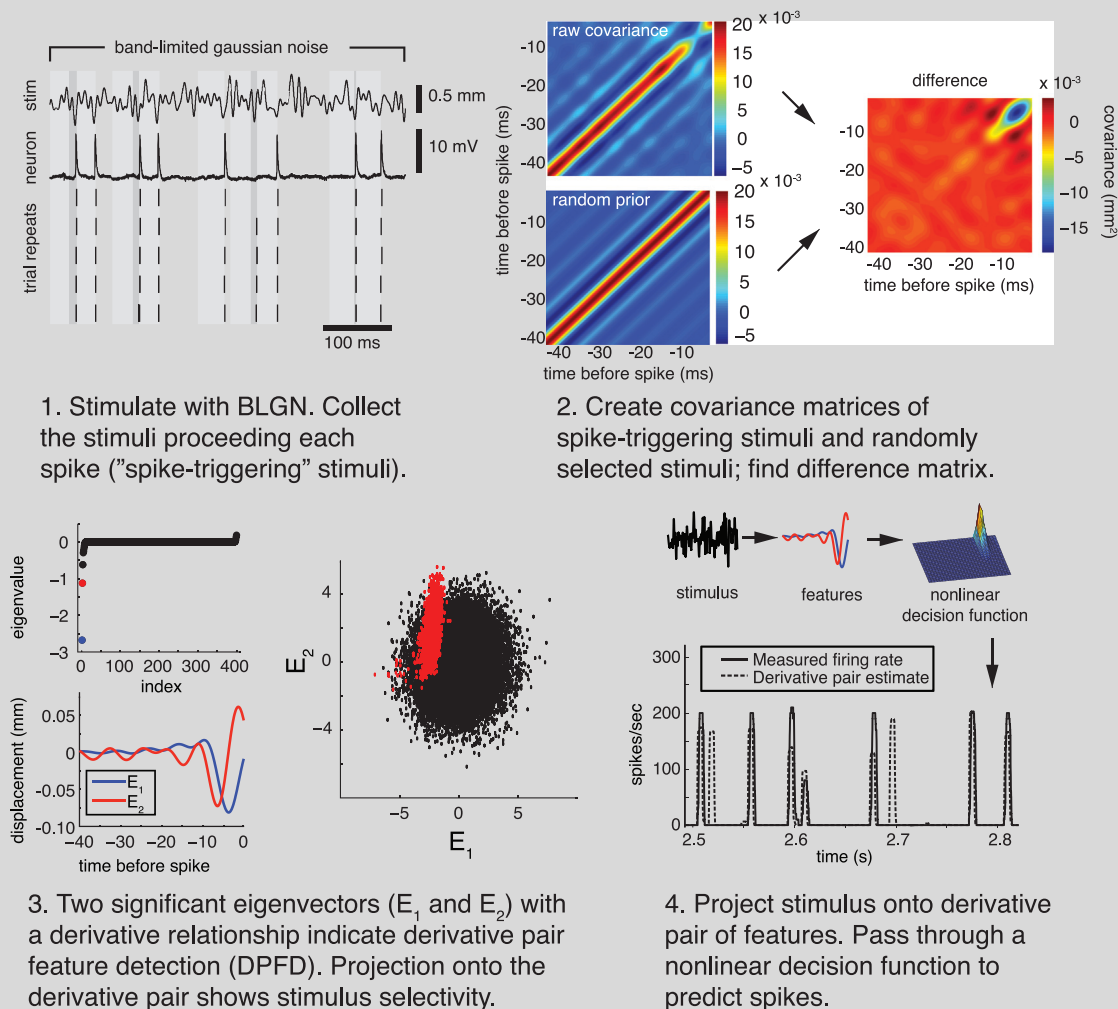 band-limited gaussian noise
stim
0.5 mm
neuron
10 mV
trial repeats
100 ms
1. Stimulate with BLGN. Collect
the stimuli proceeding each
spike ("spike-triggering" stimuli).
raw covariance
-10
-20
-30
-40
20 x 10⁻³
15
10
5
0
−5
random prior
-10
-20
-30
-40
time before spike (ms)
-40 -30 -20 -10
time before spike (ms)
20 x 10⁻³
15
10
5
0
−5
difference
-10
-20
-30
-40
-40 -30 -20 -10
time before spike (ms)
x 10⁻³
0
−5
−10
−15
covariance (mm²)
2. Create covariance matrices of
spike-triggering stimuli and randomly
selected stimuli; find difference matrix.
eigenvalue
0
−1
−2
−3
0 100 200 300 400
index
displacement (mm)
0.05
0
-0.05
-0.10
E₁
E₂
-40 -30 -20 -10 0
time before spike
E₂
4
0
−4
−5 0 5
E₁
3. Two significant eigenvectors (E₁ and E₂) with
a derivative relationship indicate derivative pair
feature detection (DPFD). Projection onto the
derivative pair shows stimulus selectivity.
stimulus
features
nonlinear
decision function
Measured firing rate
Derivative pair estimate
spikes/sec
300
200
100
0
2.5 2.6 2.7 2.8
time (s)
4. Project stimulus onto derivative
pair of features. Pass through a
nonlinear decision function to
predict spikes.